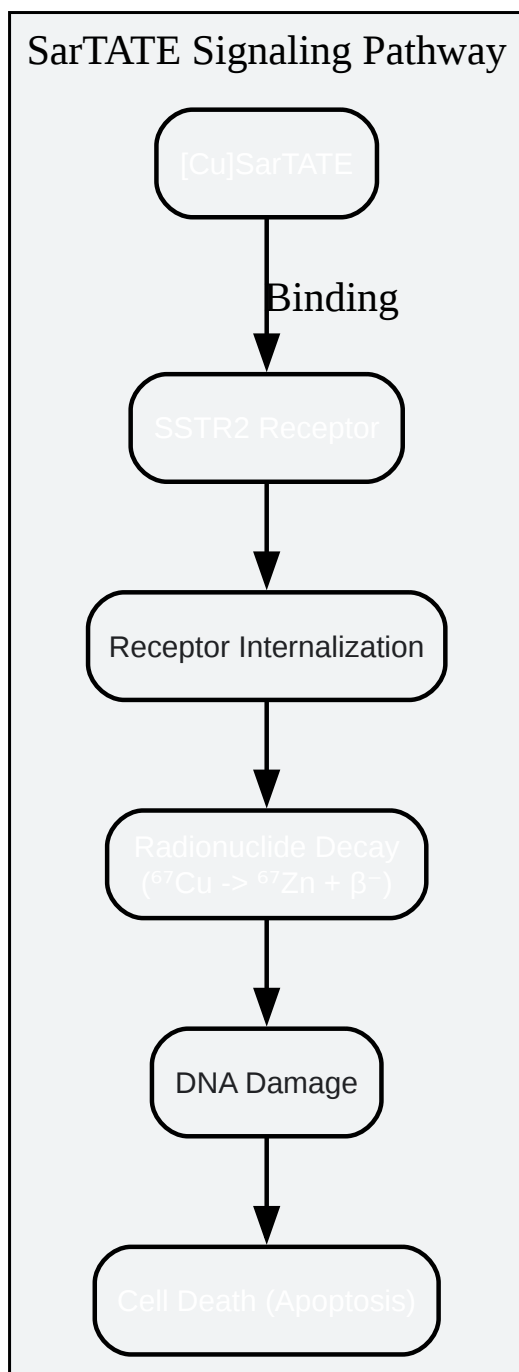 SarTATE Signaling Pathway
[Cu]SarTATE
Binding
SSTR2 Receptor
Receptor Internalization
Radionuclide Decay
(⁶⁷Cu -> ⁶⁷Zn + β⁻)
DNA Damage
Cell Death (Apoptosis)